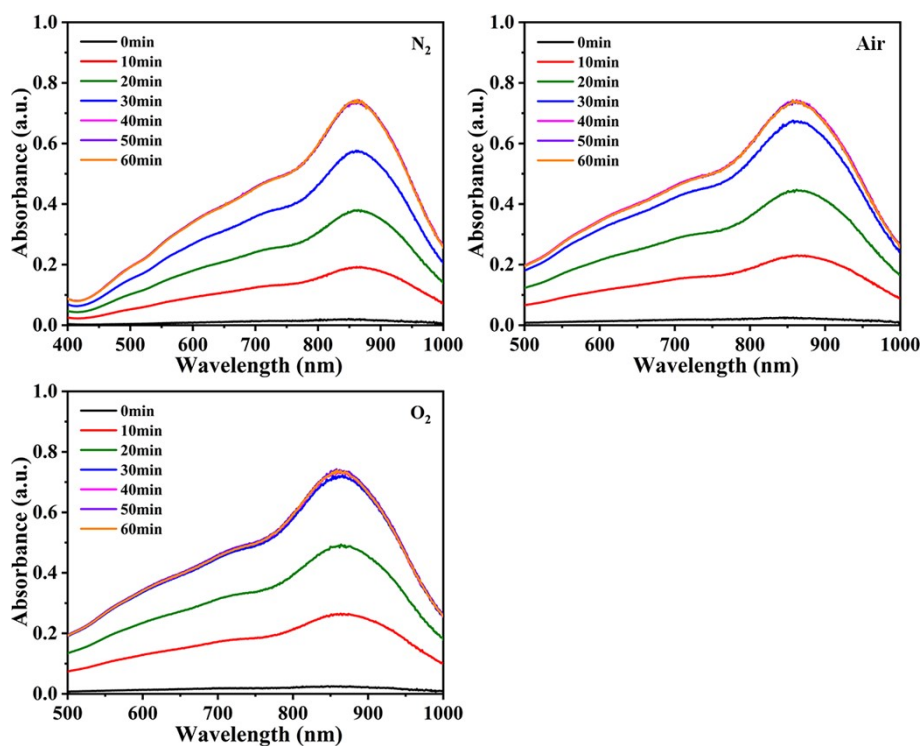 N₂
0min
10min
20min
30min
40min
50min
60min
1.0
0.8
0.6
0.4
0.2
0.0
Absorbance (a.u.)
400 500 600 700 800 900 1000
Wavelength (nm)
Air
0min
10min
20min
30min
40min
50min
60min
1.0
0.8
0.6
0.4
0.2
0.0
Absorbance (a.u.)
500 600 700 800 900 1000
Wavelength (nm)
O₂
0min
10min
20min
30min
40min
50min
60min
1.0
0.8
0.6
0.4
0.2
0.0
Absorbance (a.u.)
500 600 700 800 900 1000
Wavelength (nm)